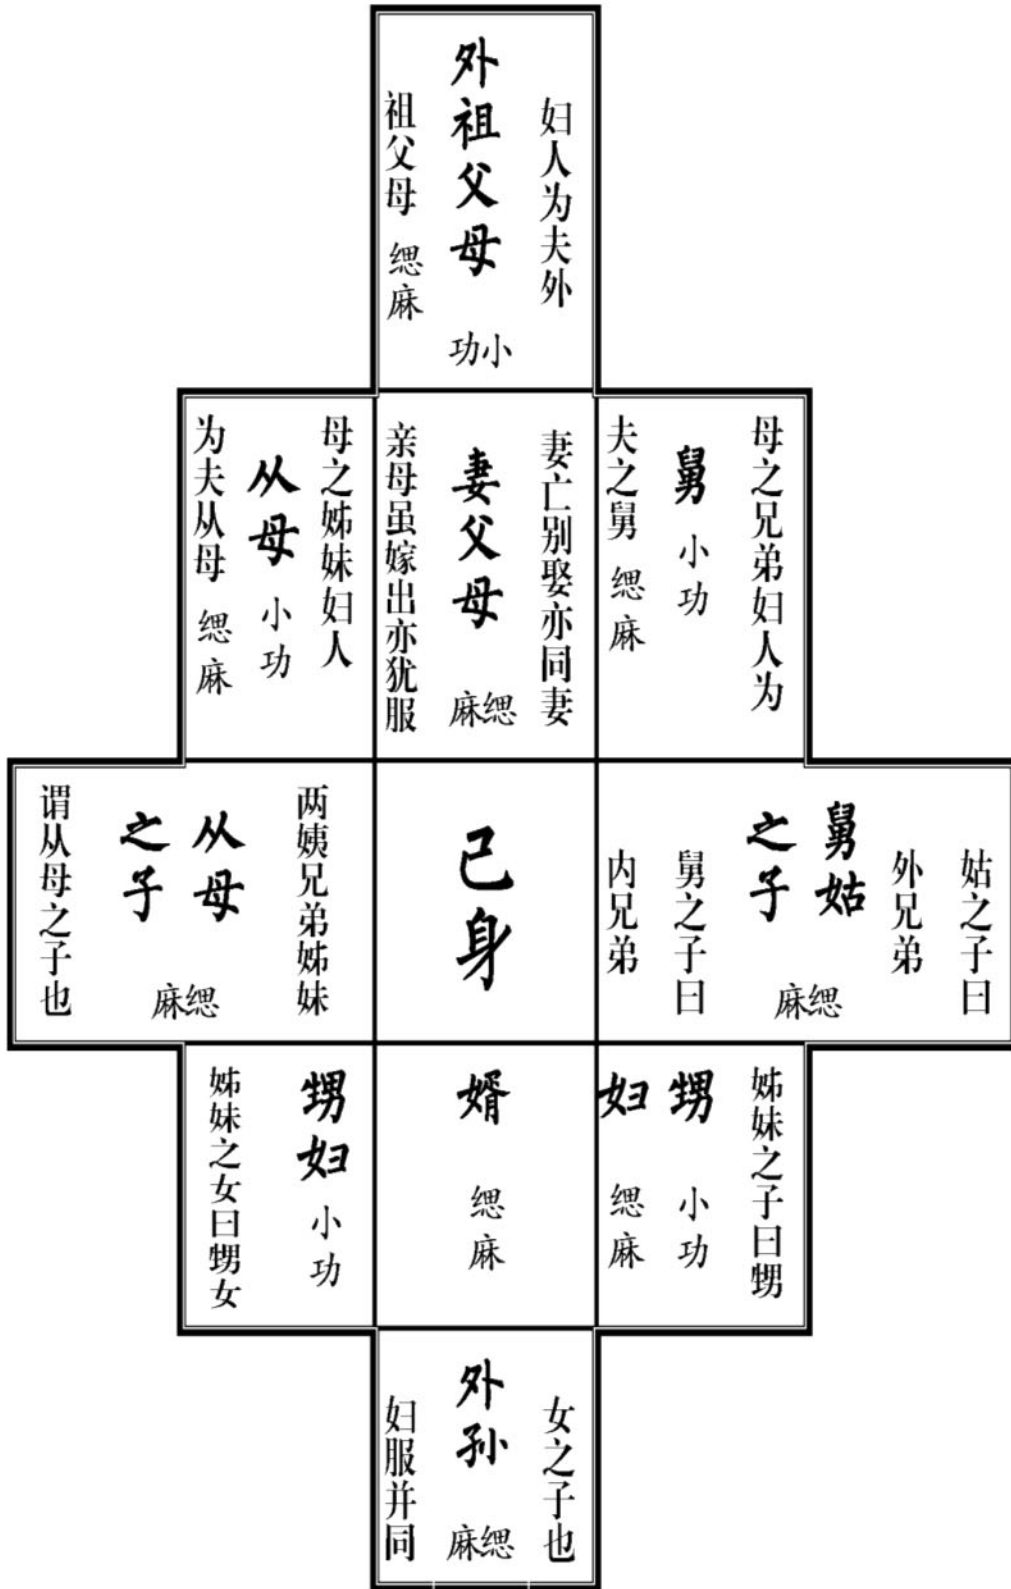 妇人为夫外
外祖父母
小功
祖父母 缌麻
母之兄弟妇人为
舅 小功
夫之舅 缌麻
妻亡别娶亦同妻
妻父母
缌麻
亲母虽嫁出亦犹服
母之姊妹妇人
从母 小功
为夫从母 缌麻
姑之子曰
外兄弟
舅姑
之子
缌麻
舅之子曰
内兄弟
己身
两姨兄弟姊妹
从母
之子
缌麻
谓从母之子也
姊妹之子曰甥
甥 小功
妇 缌麻
婿 缌麻
甥妇 小功
姊妹之女曰甥女
女之子也
外孙
缌麻
妇服并同